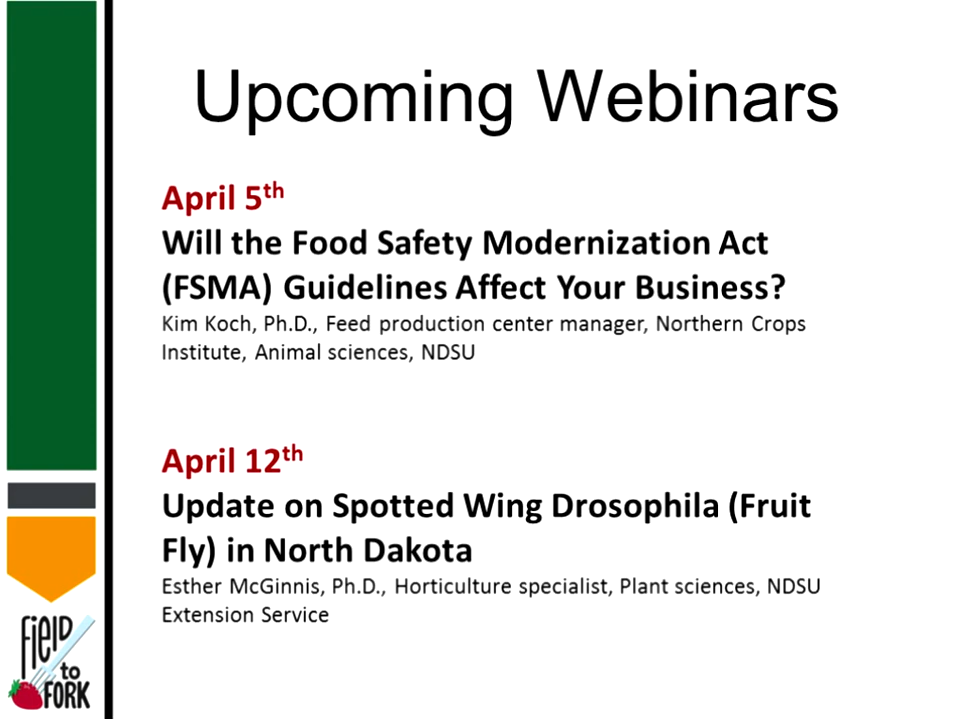 Upcoming Webinars
April 5th
Will the Food Safety Modernization Act
(FSMA) Guidelines Affect Your Business?
Kim Koch, Ph.D., Feed production center manager, Northern Crops
Institute, Animal sciences, NDSU
April 12th
Update on Spotted Wing Drosophila (Fruit
Fly) in North Dakota
Esther McGinnis, Ph.D., Horticulture specialist, Plant sciences, NDSU
Extension Service
field
to
FORK